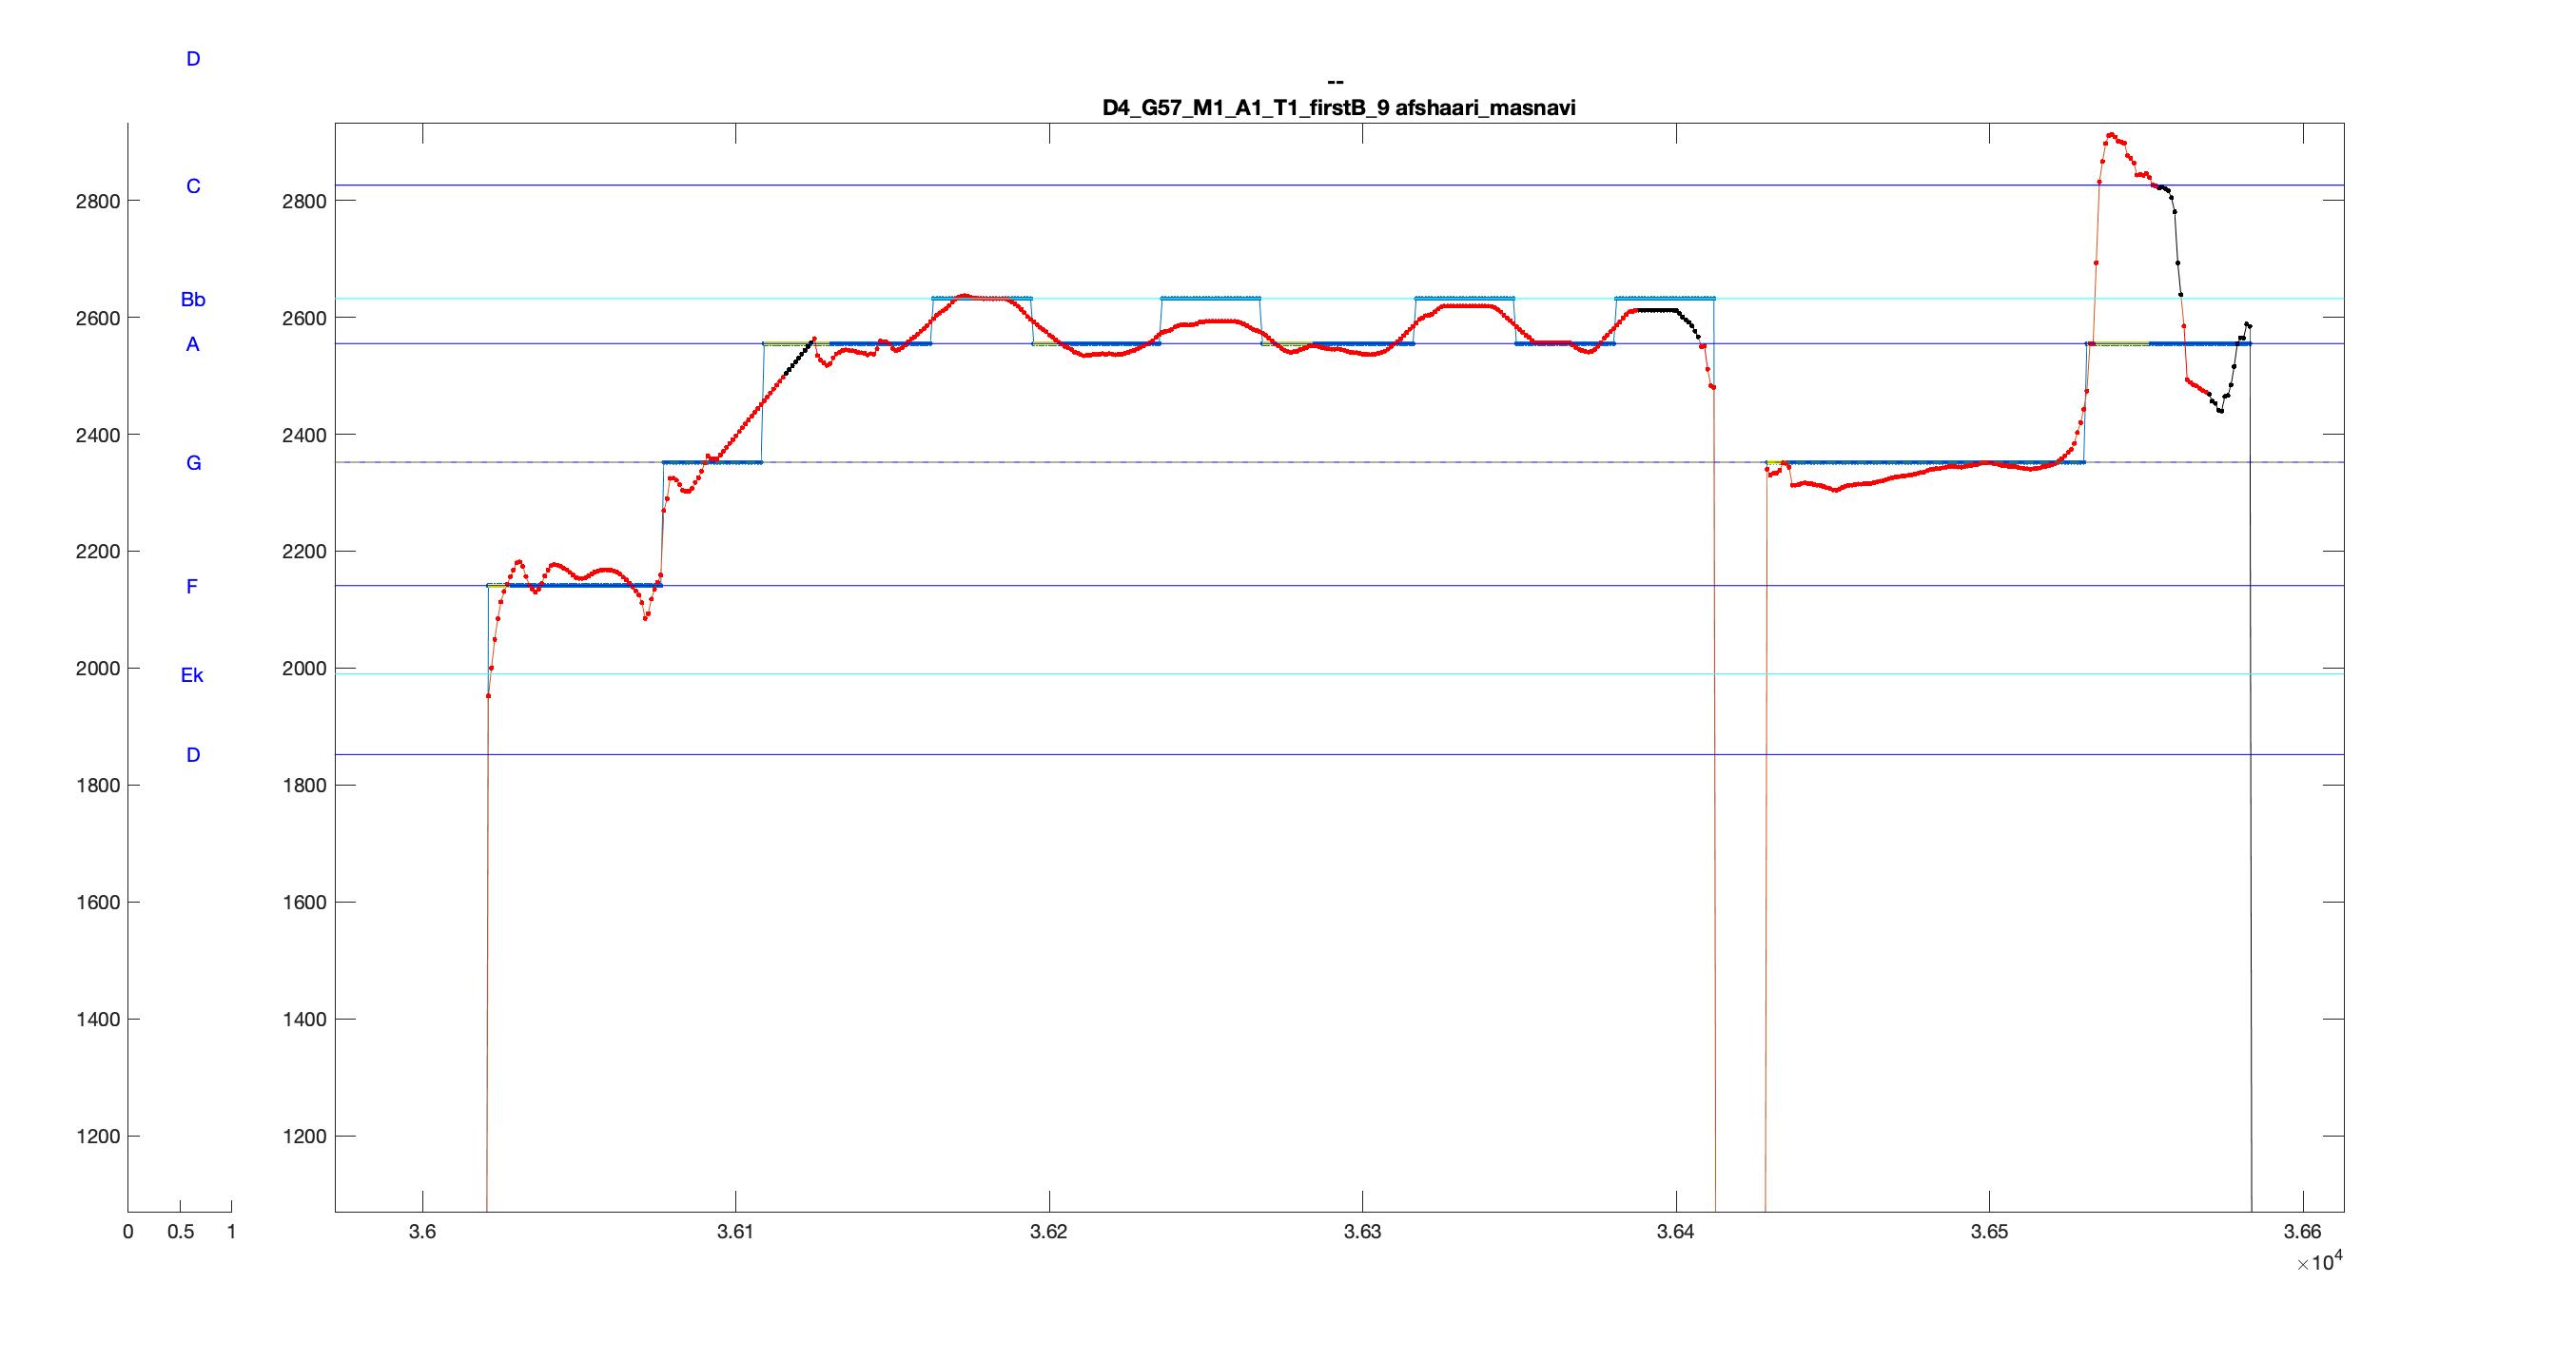 D
--
D4_G57_M1_A1_T1_firstB_9 afshaari_masnavi
2800 C 2800
Bb
2600 2600
A
G
2400 2400
2200 2200
F
Ek
2000 2000
D
1800 1800
1600 1600
1400 1400
1200 1200
0 0.5 1 3.6 3.61 3.62 3.63 3.64 3.65 3.66
×10^4